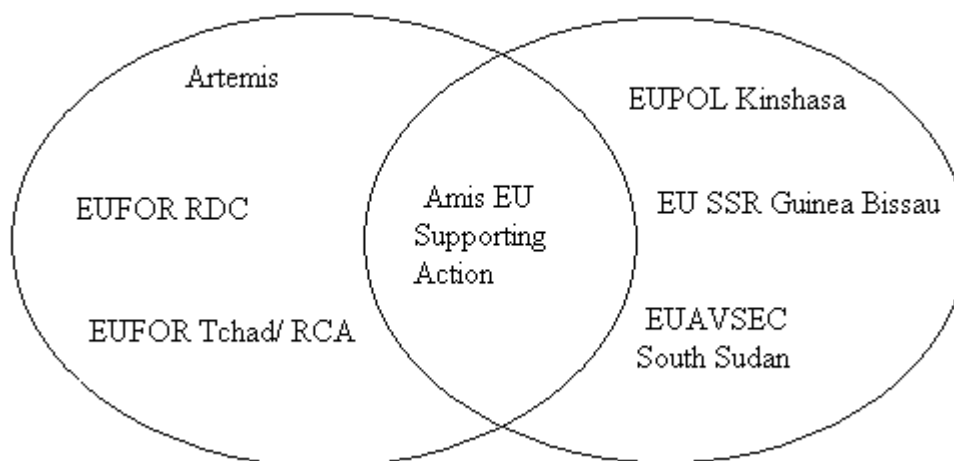 Artemis
EUFOR RDC
EUFOR Tchad/ RCA
Amis EU
Supporting
Action
EUPOL Kinshasa
EU SSR Guinea Bissau
EUAVSEC
South Sudan